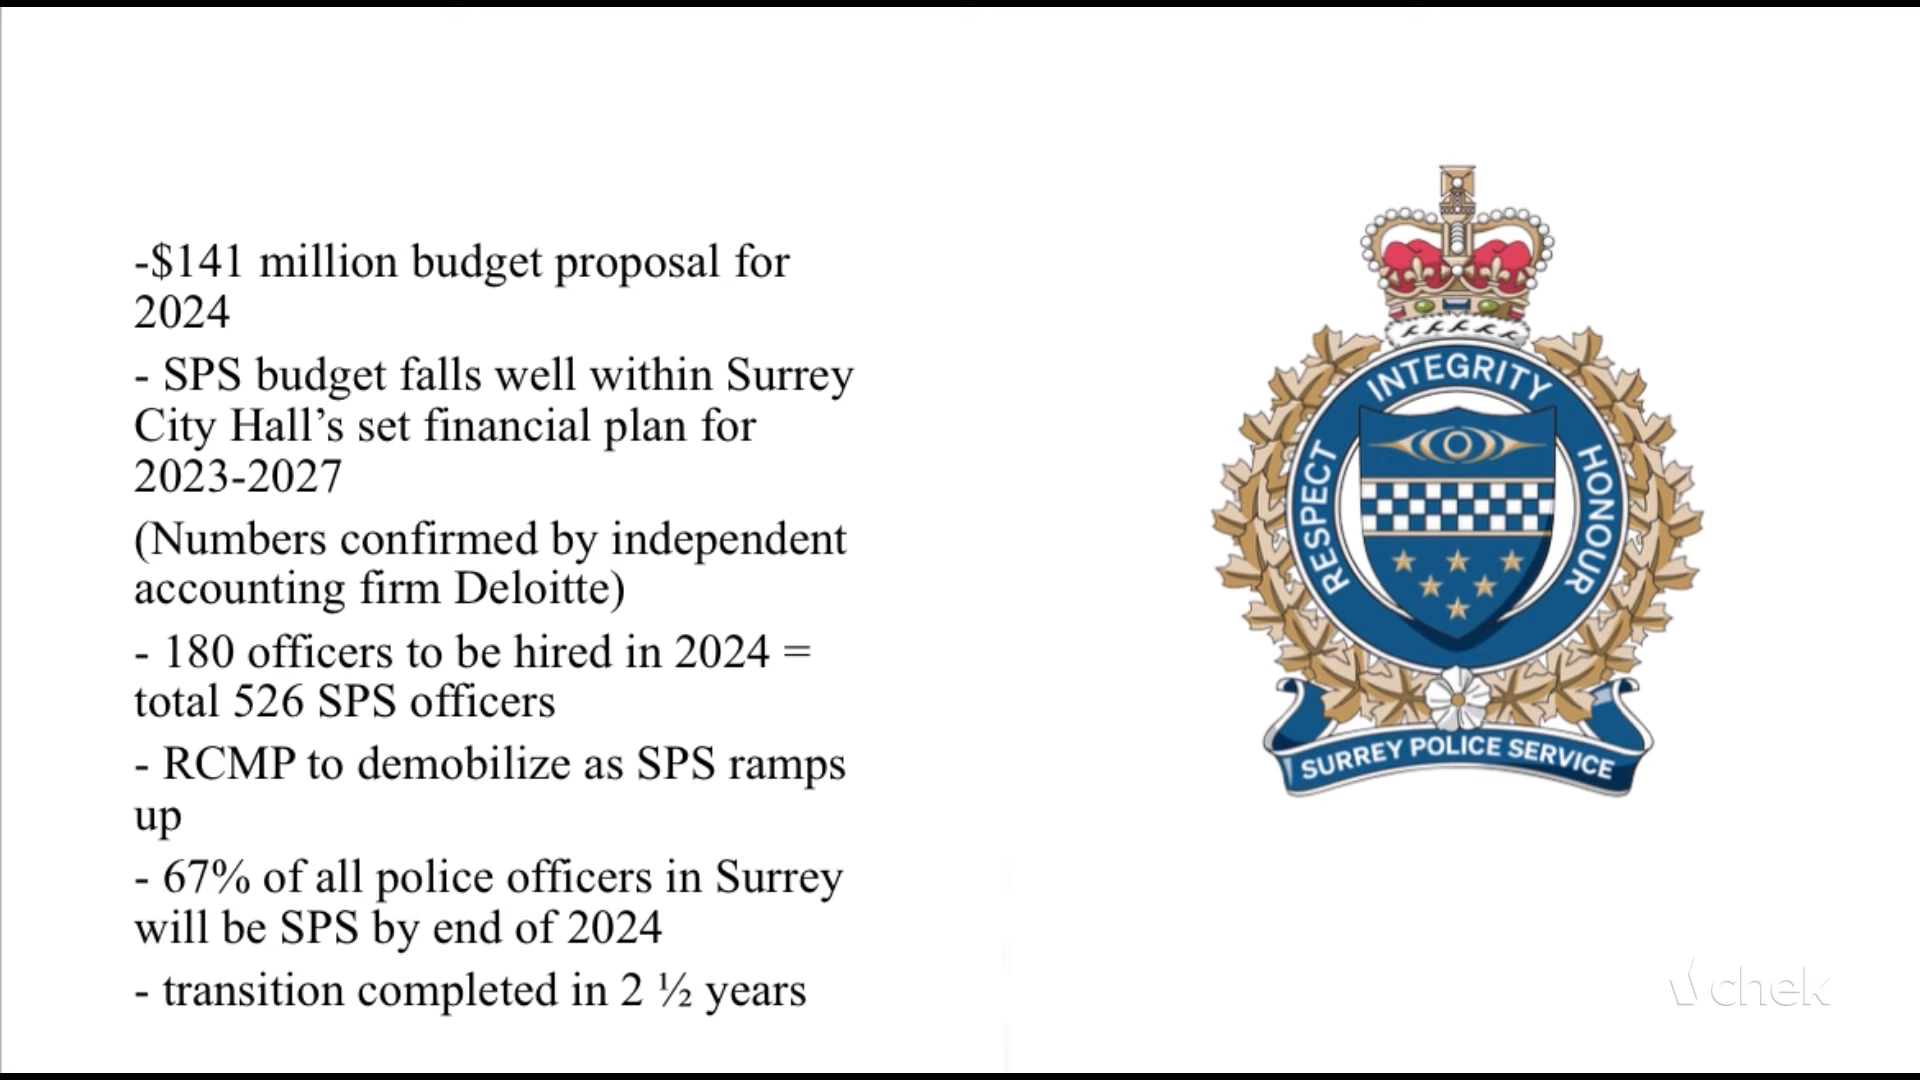 -$141 million budget proposal for
2024
- SPS budget falls well within Surrey
City Hall’s set financial plan for
2023-2027
(Numbers confirmed by independent
accounting firm Deloitte)
- 180 officers to be hired in 2024 =
total 526 SPS officers
- RCMP to demobilize as SPS ramps
up
- 67% of all police officers in Surrey
will be SPS by end of 2024
- transition completed in 2 ½ years
INTEGRITY
RESPECT
HONOUR
SURREY POLICE SERVICE
chek